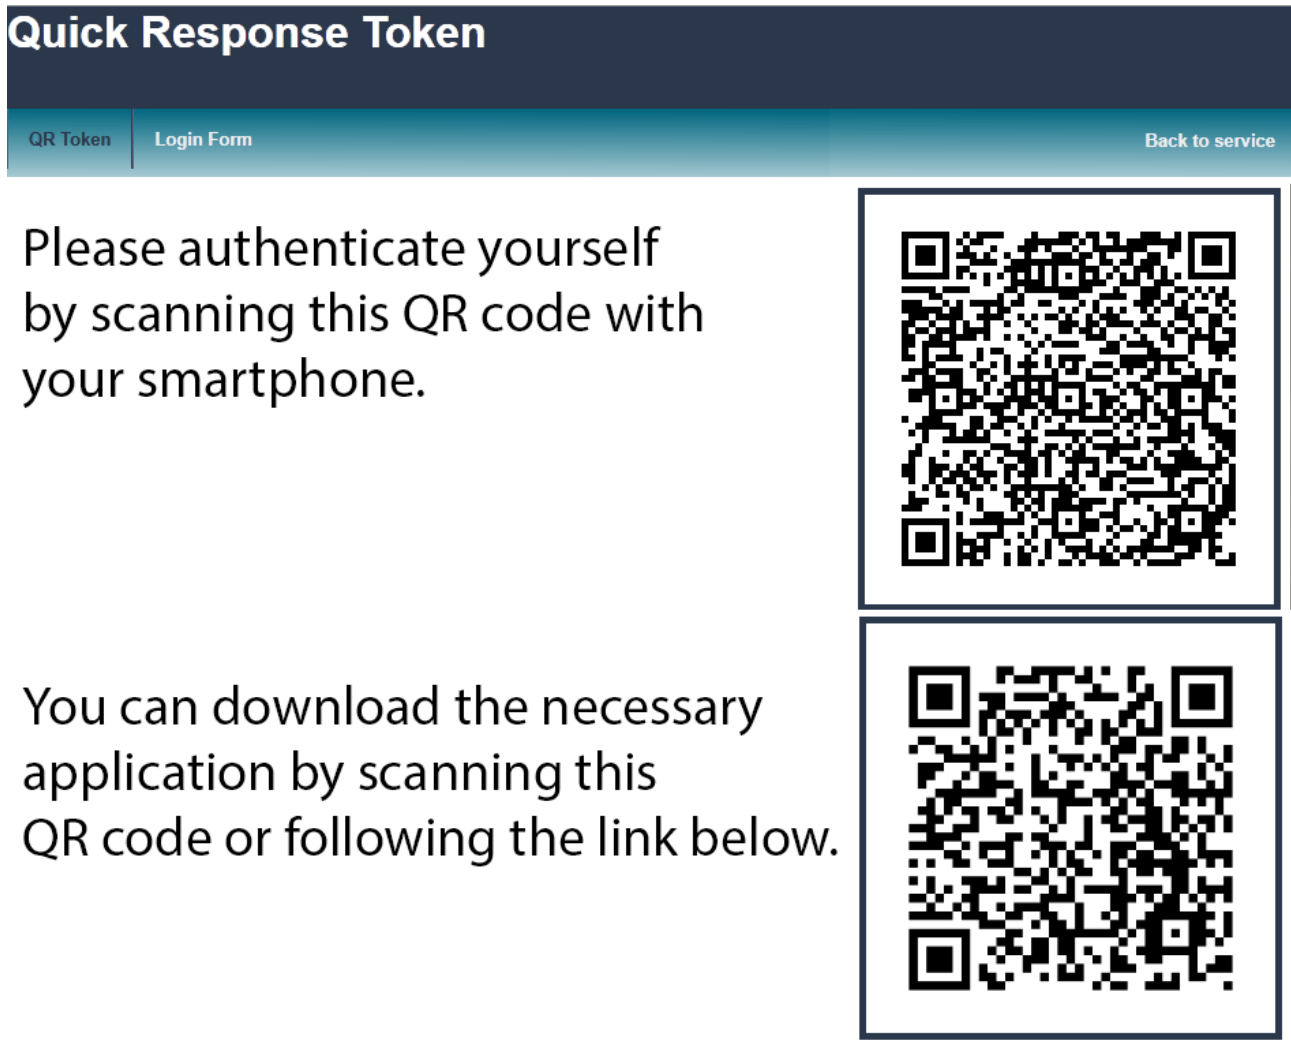 Quick Response Token
QR Token
Login Form
Back to service
Please authenticate yourself
by scanning this QR code with
your smartphone.
You can download the necessary
application by scanning this
QR code or following the link below.